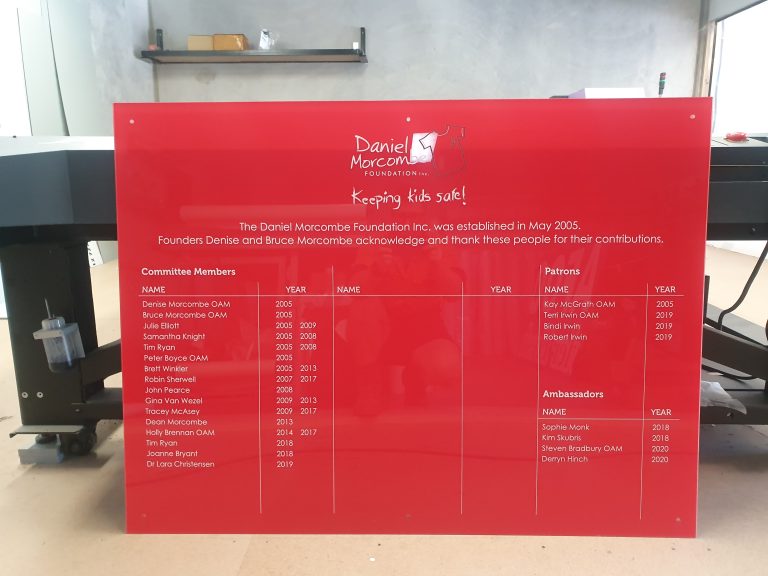 Daniel
Morcombe
FOUNDATION INC.
Keeping kids safe!
The Daniel Morcombe Foundation Inc. was established in May 2005.
Founders Denise and Bruce Morcombe acknowledge and thank these people for their contributions.
Committee Members
NAME YEAR NAME YEAR
Denise Morcombe OAM 2005
Bruce Morcombe OAM 2005
Julie Elliott 2005 2009
Samantha Knight 2005 2008
Tim Ryan 2005 2008
Peter Boyce OAM 2005
Brett Winkler 2005 2013
Robin Sherwell 2007 2017
John Pearce 2008
Gina Van Wezel 2009 2013
Tracey McAsey 2009 2017
Dean Morcombe 2013
Holly Brennan OAM 2014 2017
Tim Ryan 2018
Joanne Bryant 2018
Dr Lara Christensen 2019
Patrons
NAME YEAR
Kay McGrath OAM 2005
Terri Irwin OAM 2019
Bindi Irwin 2019
Robert Irwin 2019
Ambassadors
NAME YEAR
Sophie Monk 2018
Kim Skubris 2018
Steven Bradbury OAM 2020
Derryn Hinch 2020